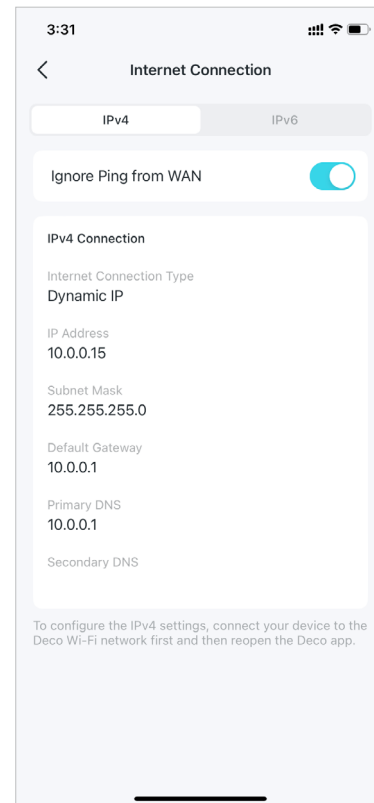 3:31
Internet Connection
IPv4 IPv6
Ignore Ping from WAN
IPv4 Connection
Internet Connection Type
Dynamic IP
IP Address
10.0.0.15
Subnet Mask
255.255.255.0
Default Gateway
10.0.0.1
Primary DNS
10.0.0.1
Secondary DNS
To configure the IPv4 settings, connect your device to the
Deco Wi-Fi network first and then reopen the Deco app.